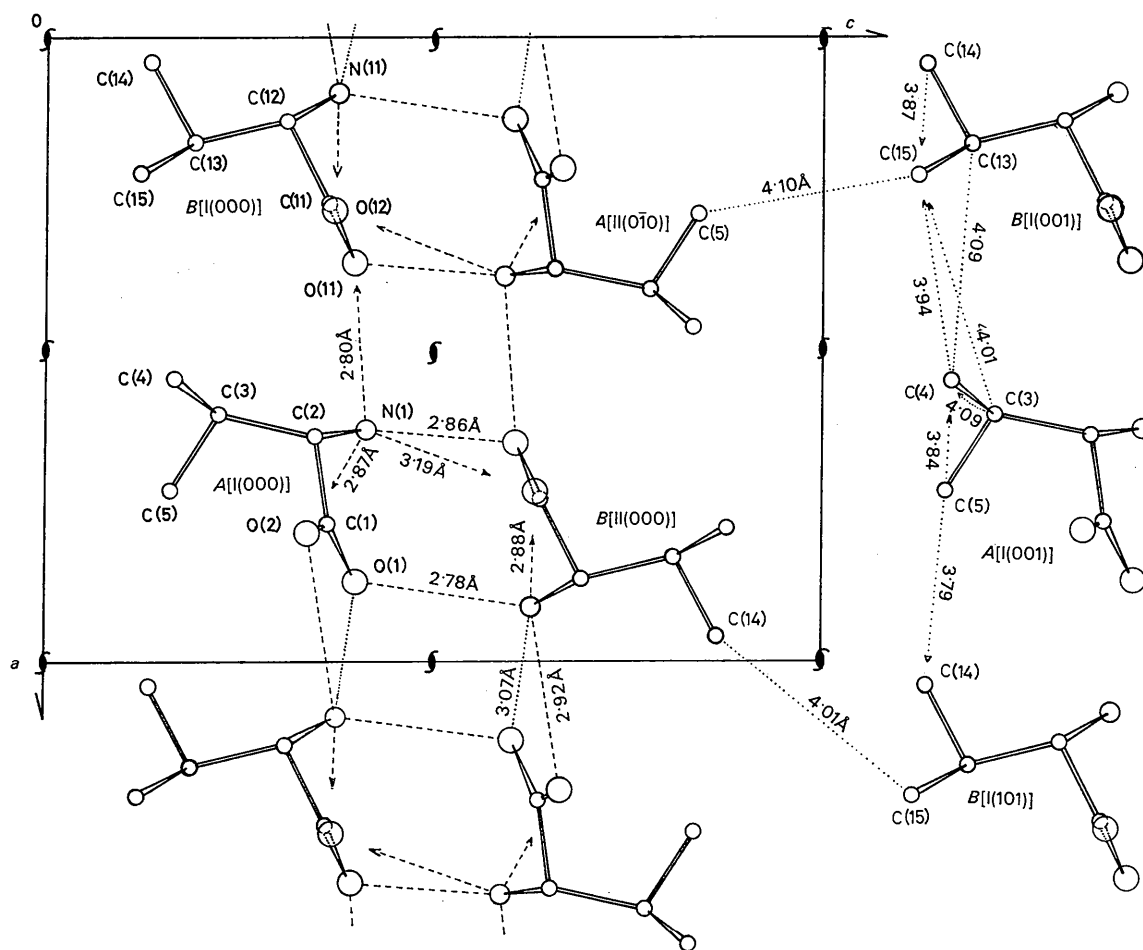 O
c
C(14)
N(11)
C(14)
C(12)
3·87
C(13)
C(15)
C(15)
C(13)
4·10Å
B[I(000)]
C(11)
O(12)
A[II(01̄0)]
C(5)
B[I(001)]
4·09
O(11)
3·94
4·01
2·80Å
C(4)
C(3)
C(2)
N(1)
2·86Å
C(4)
C(3)
4·09
2·87Å
3·19Å
3·84
A[I(000)]
C(5)
C(5)
O(2)
C(1)
B[II(000)]
A[I(001)]
2·88Å
O(1)
2·78Å
3·79
C(14)
a
3·07Å
2·92Å
C(14)
4·01Å
B[I(101)]
C(15)